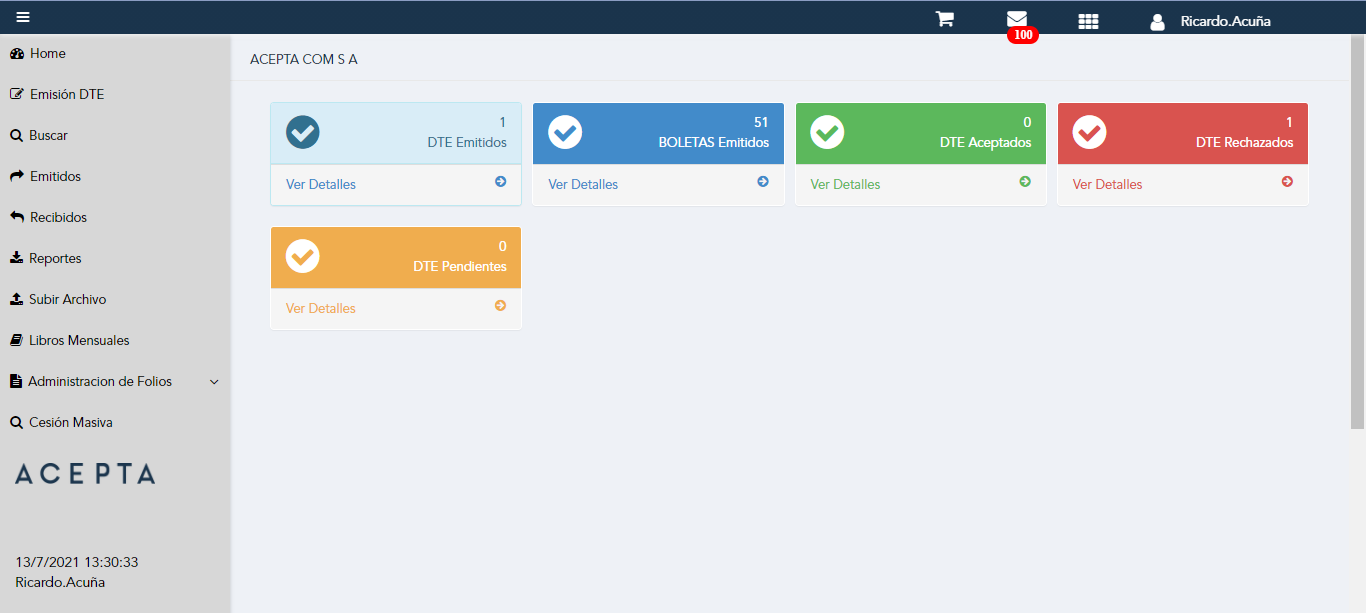 Ricardo.Acuña
100
Home
Emisión DTE
Buscar
Emitidos
Recibidos
Reportes
Subir Archivo
Libros Mensuales
Administracion de Folios
Cesión Masiva
ACEPTA
13/7/2021 13:30:33
Ricardo.Acuña
ACEPTA COM S A
1
DTE Emitidos
Ver Detalles
51
BOLETAS Emitidos
Ver Detalles
0
DTE Aceptados
Ver Detalles
1
DTE Rechazados
Ver Detalles
0
DTE Pendientes
Ver Detalles